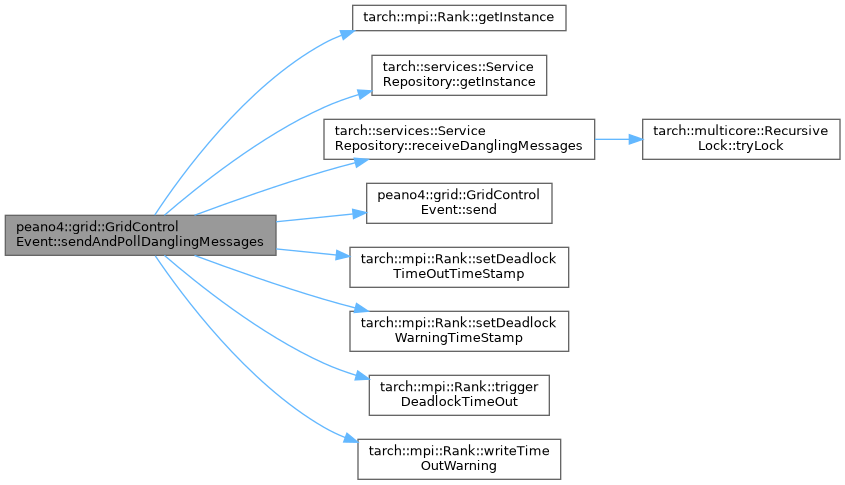 tarch::mpi::Rank::getInstance
tarch::services::Service
Repository::getInstance
tarch::services::Service
Repository::receiveDanglingMessages
tarch::multicore::Recursive
Lock::tryLock
peano4::grid::GridControl
Event::send
peano4::grid::GridControl
Event::sendAndPollDanglingMessages
tarch::mpi::Rank::setDeadlock
TimeOutTimeStamp
tarch::mpi::Rank::setDeadlock
WarningTimeStamp
tarch::mpi::Rank::trigger
DeadlockTimeOut
tarch::mpi::Rank::writeTime
OutWarning